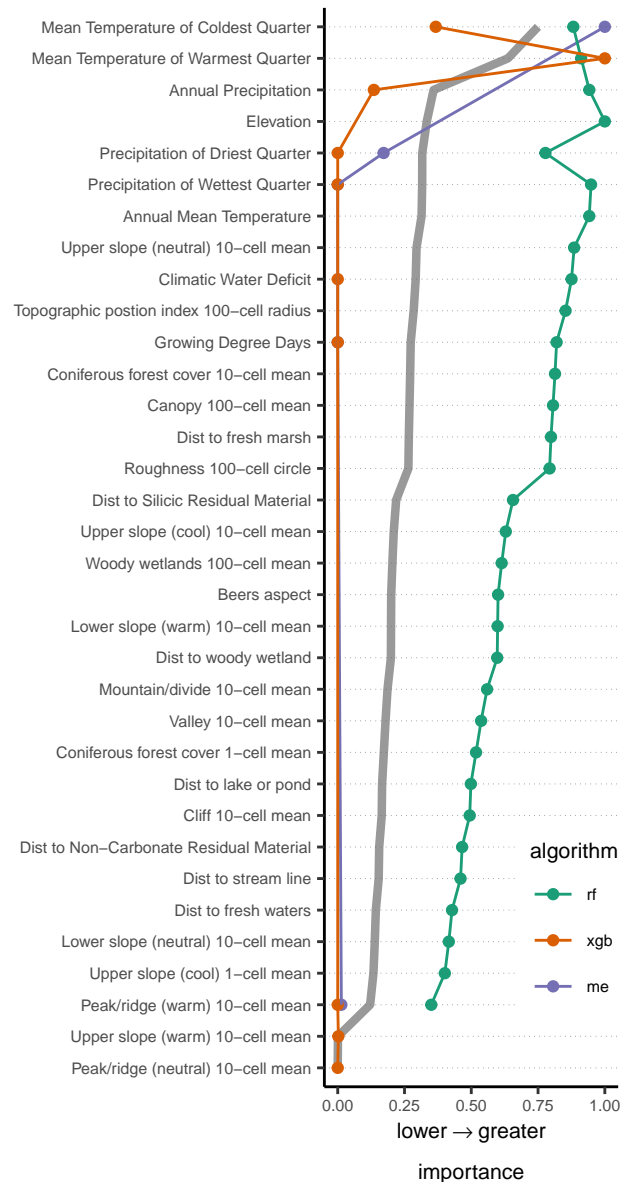 Mean Temperature of Coldest Quarter
Mean Temperature of Warmest Quarter
Annual Precipitation
Elevation
Precipitation of Driest Quarter
Precipitation of Wettest Quarter
Annual Mean Temperature
Upper slope (neutral) 10−cell mean
Climatic Water Deficit
Topographic postion index 100−cell radius
Growing Degree Days
Coniferous forest cover 10−cell mean
Canopy 100−cell mean
Dist to fresh marsh
Roughness 100−cell circle
Dist to Silicic Residual Material
Upper slope (cool) 10−cell mean
Woody wetlands 100−cell mean
Beers aspect
Lower slope (warm) 10−cell mean
Dist to woody wetland
Mountain/divide 10−cell mean
Valley 10−cell mean
Coniferous forest cover 1−cell mean
Dist to lake or pond
Cliff 10−cell mean
Dist to Non−Carbonate Residual Material
Dist to stream line
Dist to fresh waters
Lower slope (neutral) 10−cell mean
Upper slope (cool) 1−cell mean
Peak/ridge (warm) 10−cell mean
Upper slope (warm) 10−cell mean
Peak/ridge (neutral) 10−cell mean
algorithm
rf
xgb
me
0.00 0.25 0.50 0.75 1.00
lower → greater
importance